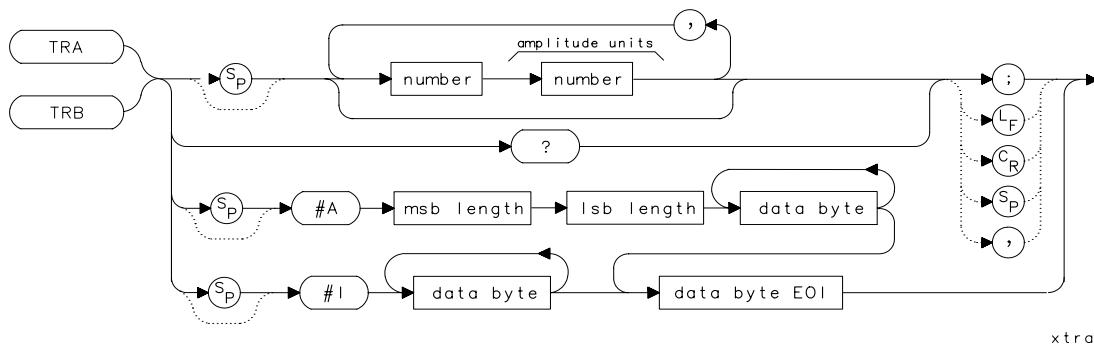 ,
amplitude units
TRA
SP
number
number
;
TRB
LF
?
CR
SP
#A
msb length
lsb length
data byte
SP
,
SP
#I
data byte
data byte EOI
xtra